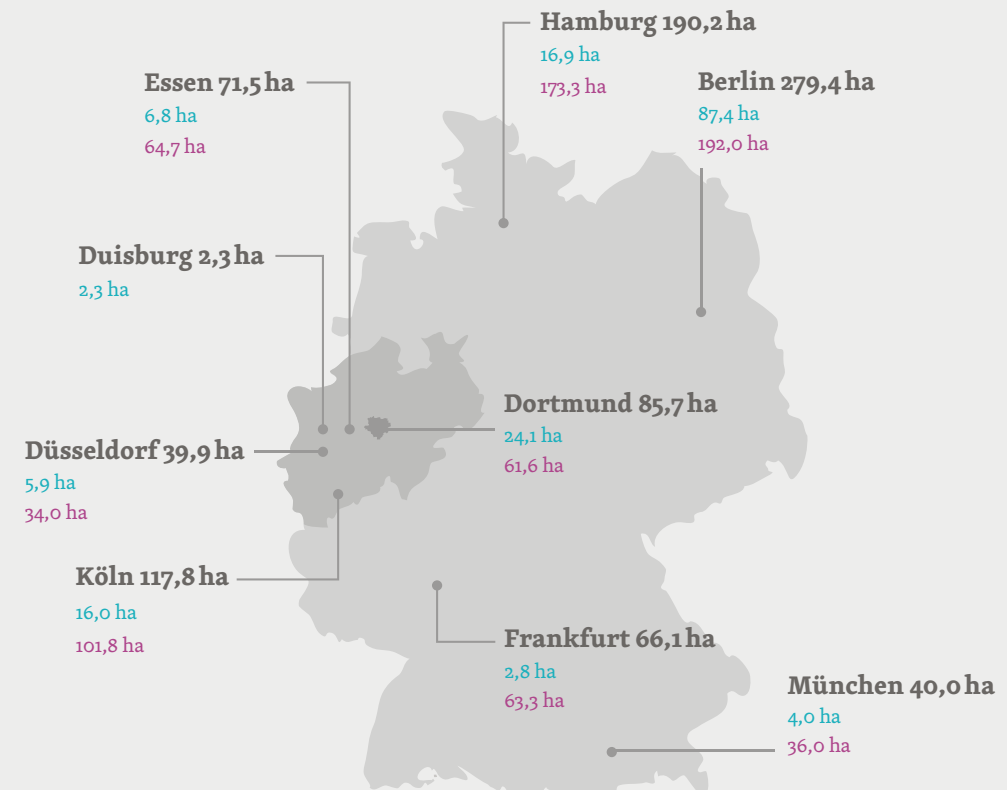 Hamburg 190,2 ha
16,9 ha
173,3 ha
Essen 71,5 ha
6,8 ha
64,7 ha
Berlin 279,4 ha
87,4 ha
192,0 ha
Duisburg 2,3 ha
2,3 ha
Dortmund 85,7 ha
24,1 ha
61,6 ha
Düsseldorf 39,9 ha
5,9 ha
34,0 ha
Köln 117,8 ha
16,0 ha
101,8 ha
Frankfurt 66,1 ha
2,8 ha
63,3 ha
München 40,0 ha
4,0 ha
36,0 ha